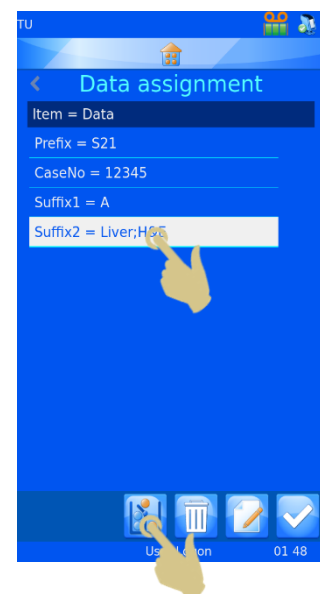 TU
Data assignment
Item = Data
Prefix = S21
CaseNo = 12345
Suffix1 = A
Suffix2 = Liver;H&E
01 48